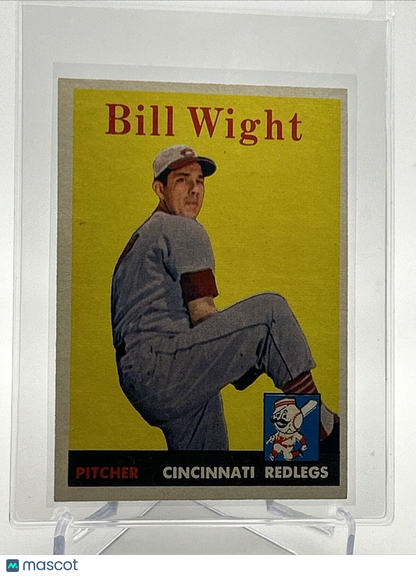 Bill Wight
PITCHER CINCINNATI REDLEGS
mascot